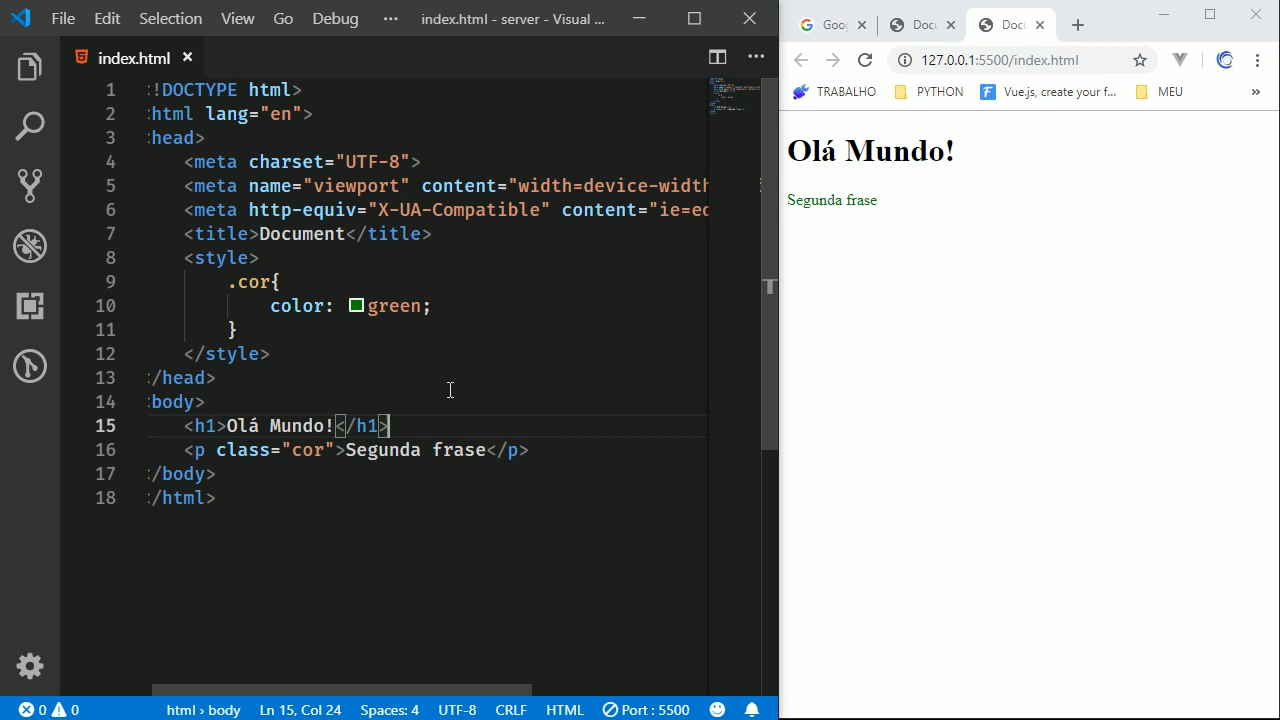 File Edit Selection View Go Debug ··· index.html - server - Visual ...
index.html
1 !DOCTYPE html>
2 html lang="en">
3 head>
4 <meta charset="UTF-8">
5 <meta name="viewport" content="width=device-width
6 <meta http-equiv="X-UA-Compatible" content="ie=ed
7 <title>Document</title>
8 <style>
9 .cor{
10 color: green;
11 }
12 </style>
13 /head>
14 body>
15 <h1>Olá Mundo!</h1>
16 <p class="cor">Segunda frase</p>
17 /body>
18 /html>
0 0 html › body Ln 15, Col 24 Spaces: 4 UTF-8 CRLF HTML Port : 5500
Goog Docu Docu
127.0.0.1:5500/index.html
TRABALHO PYTHON Vue.js, create your f... MEU »
Olá Mundo!
Segunda frase